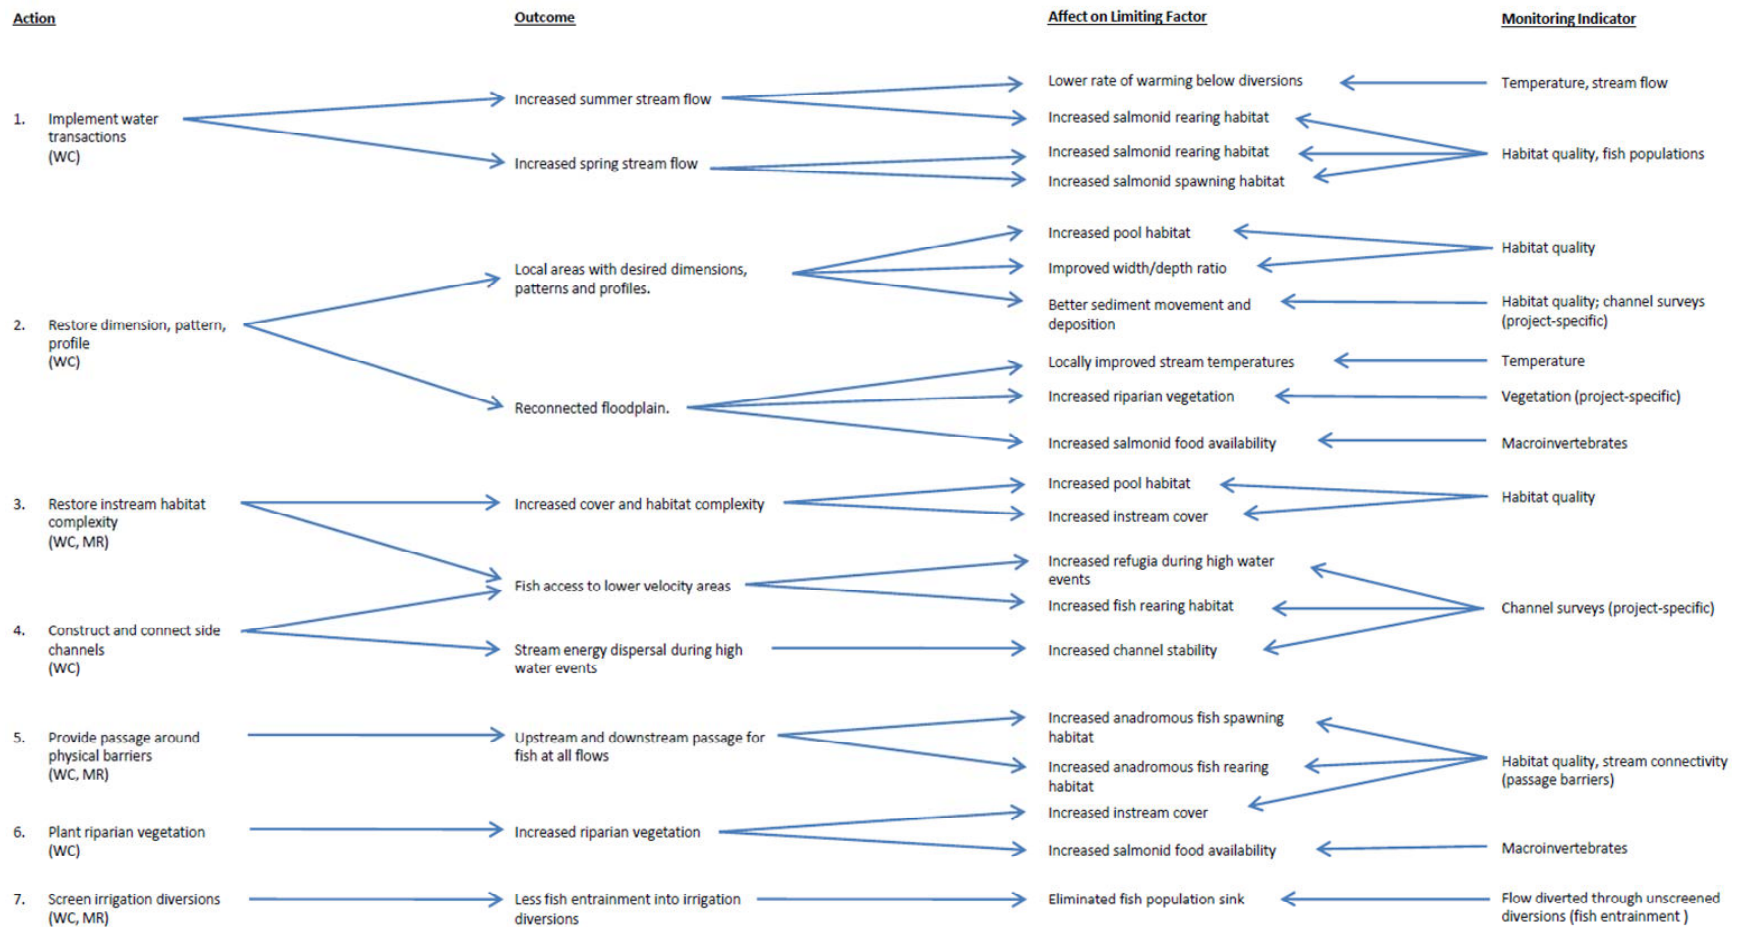 Action
Outcome
Affect on Limiting Factor
Monitoring Indicator
1. Implement water
transactions
(WC)
Increased summer stream flow
Increased spring stream flow
Lower rate of warming below diversions
Increased salmonid rearing habitat
Increased salmonid rearing habitat
Increased salmonid spawning habitat
Temperature, stream flow
Habitat quality, fish populations
2. Restore dimension, pattern,
profile
(WC)
Local areas with desired dimensions,
patterns and profiles.
Reconnected floodplain.
Increased pool habitat
Improved width/depth ratio
Better sediment movement and
deposition
Locally improved stream temperatures
Increased riparian vegetation
Increased salmonid food availability
Habitat quality
Habitat quality; channel surveys
(project-specific)
Temperature
Vegetation (project-specific)
Macroinvertebrates
3. Restore instream habitat
complexity
(WC, MR)
Increased cover and habitat complexity
Fish access to lower velocity areas
Increased pool habitat
Increased instream cover
Habitat quality
Increased refugia during high water
events
Increased fish rearing habitat
Channel surveys (project-specific)
4. Construct and connect side
channels
(WC)
Stream energy dispersal during high
water events
Increased channel stability
5. Provide passage around
physical barriers
(WC, MR)
Upstream and downstream passage for
fish at all flows
Increased anadromous fish spawning
habitat
Increased anadromous fish rearing
habitat
Habitat quality, stream connectivity
(passage barriers)
6. Plant riparian vegetation
(WC)
Increased riparian vegetation
Increased instream cover
Increased salmonid food availability
Macroinvertebrates
7. Screen irrigation diversions
(WC, MR)
Less fish entrainment into irrigation
diversions
Eliminated fish population sink
Flow diverted through unscreened
diversions (fish entrainment )